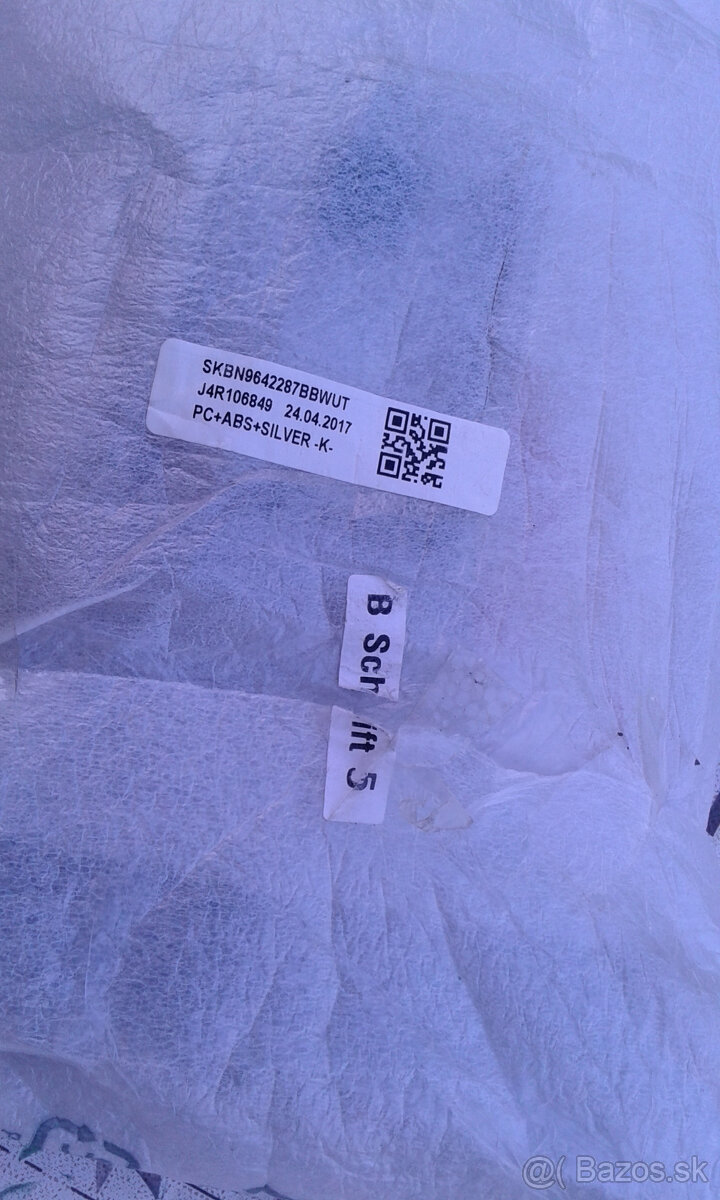 SKBN9642287BBWUT
J4R106849 24.04.2017
PC+ABS+SILVER -K-
B Sch ift 5
@( Bazos.sk